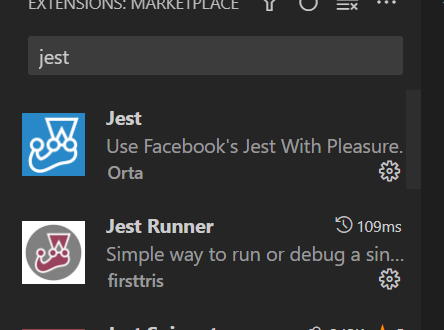 EXTENSIONS: MARKETPLACE
jest
Jest
Use Facebook's Jest With Pleasure.
Orta
Jest Runner 109ms
Simple way to run or debug a sin...
firsttris